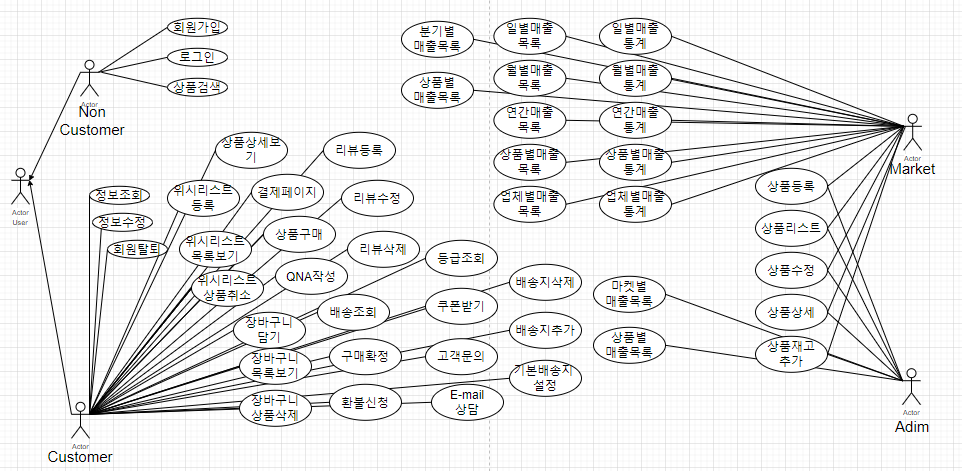 회원가입
로그인
상품검색
Actor
Non
Customer
Actor
User
정보조회
정보수정
회원탈퇴
상품상세보
기
리뷰등록
위시리스트
등록
결제페이지
리뷰수정
위시리스트
목록보기
상품구매
리뷰삭제
위시리스트
상품취소
QNA작성
등급조회
장바구니
담기
배송조회
쿠폰받기
배송지삭제
장바구니
목록보기
구매확정
고객문의
배송지추가
장바구니
상품삭제
환불신청
E-mail
상담
기본배송지
설정
Actor
Customer
분기별
매출목록
일별매출
목록
일별매출
통계
상품별
매출목록
월별매출
목록
월별매출
통계
연간매출
목록
연간매출
통계
상품별매출
목록
상품별매출
통계
업체별매출
목록
업체별매출
통계
Actor
Market
상품등록
상품리스트
상품수정
상품상세
상품재고
추가
마켓별
매출목록
상품별
매출목록
Actor
Adim